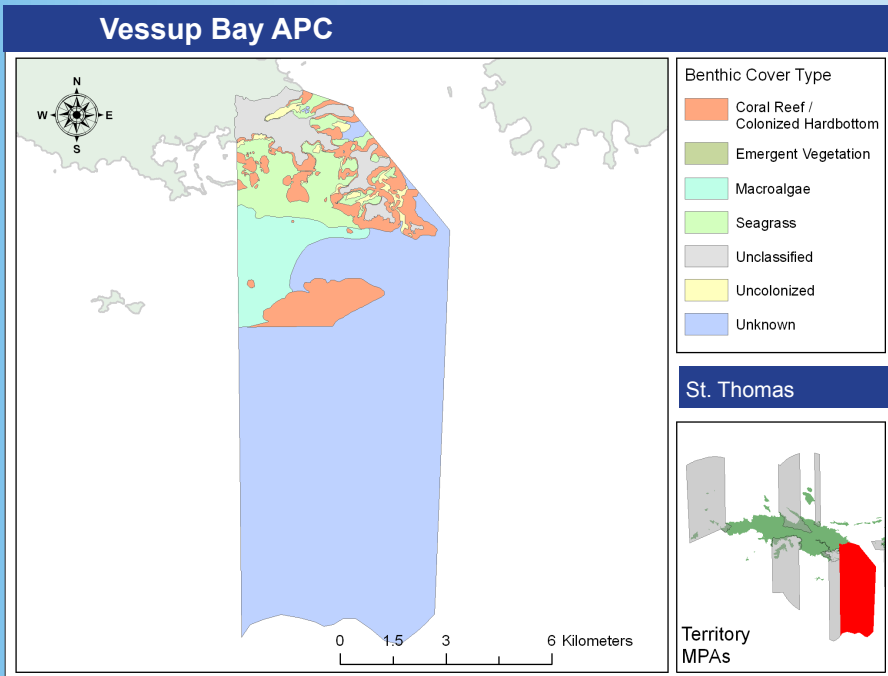 Vessup Bay APC
N
W E
S
Benthic Cover Type
Coral Reef /
Colonized Hardbottom
Emergent Vegetation
Macroalgae
Seagrass
Unclassified
Uncolonized
Unknown
St. Thomas
0 1.5 3 6 Kilometers
Territory
MPAs